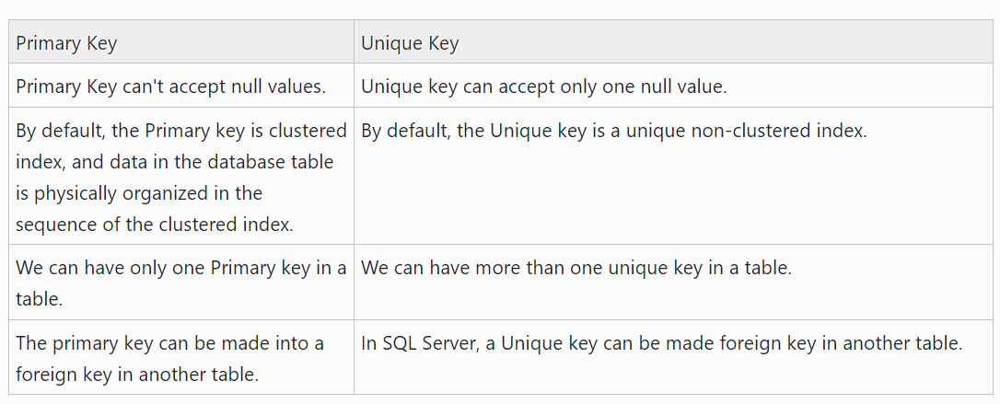 Primary Key
Unique Key
Primary Key can't accept null values.
Unique key can accept only one null value.
By default, the Primary key is clustered
index, and data in the database table
is physically organized in the
sequence of the clustered index.
By default, the Unique key is a unique non-clustered index.
We can have only one Primary key in a
table.
We can have more than one unique key in a table.
The primary key can be made into a
foreign key in another table.
In SQL Server, a Unique key can be made foreign key in another table.